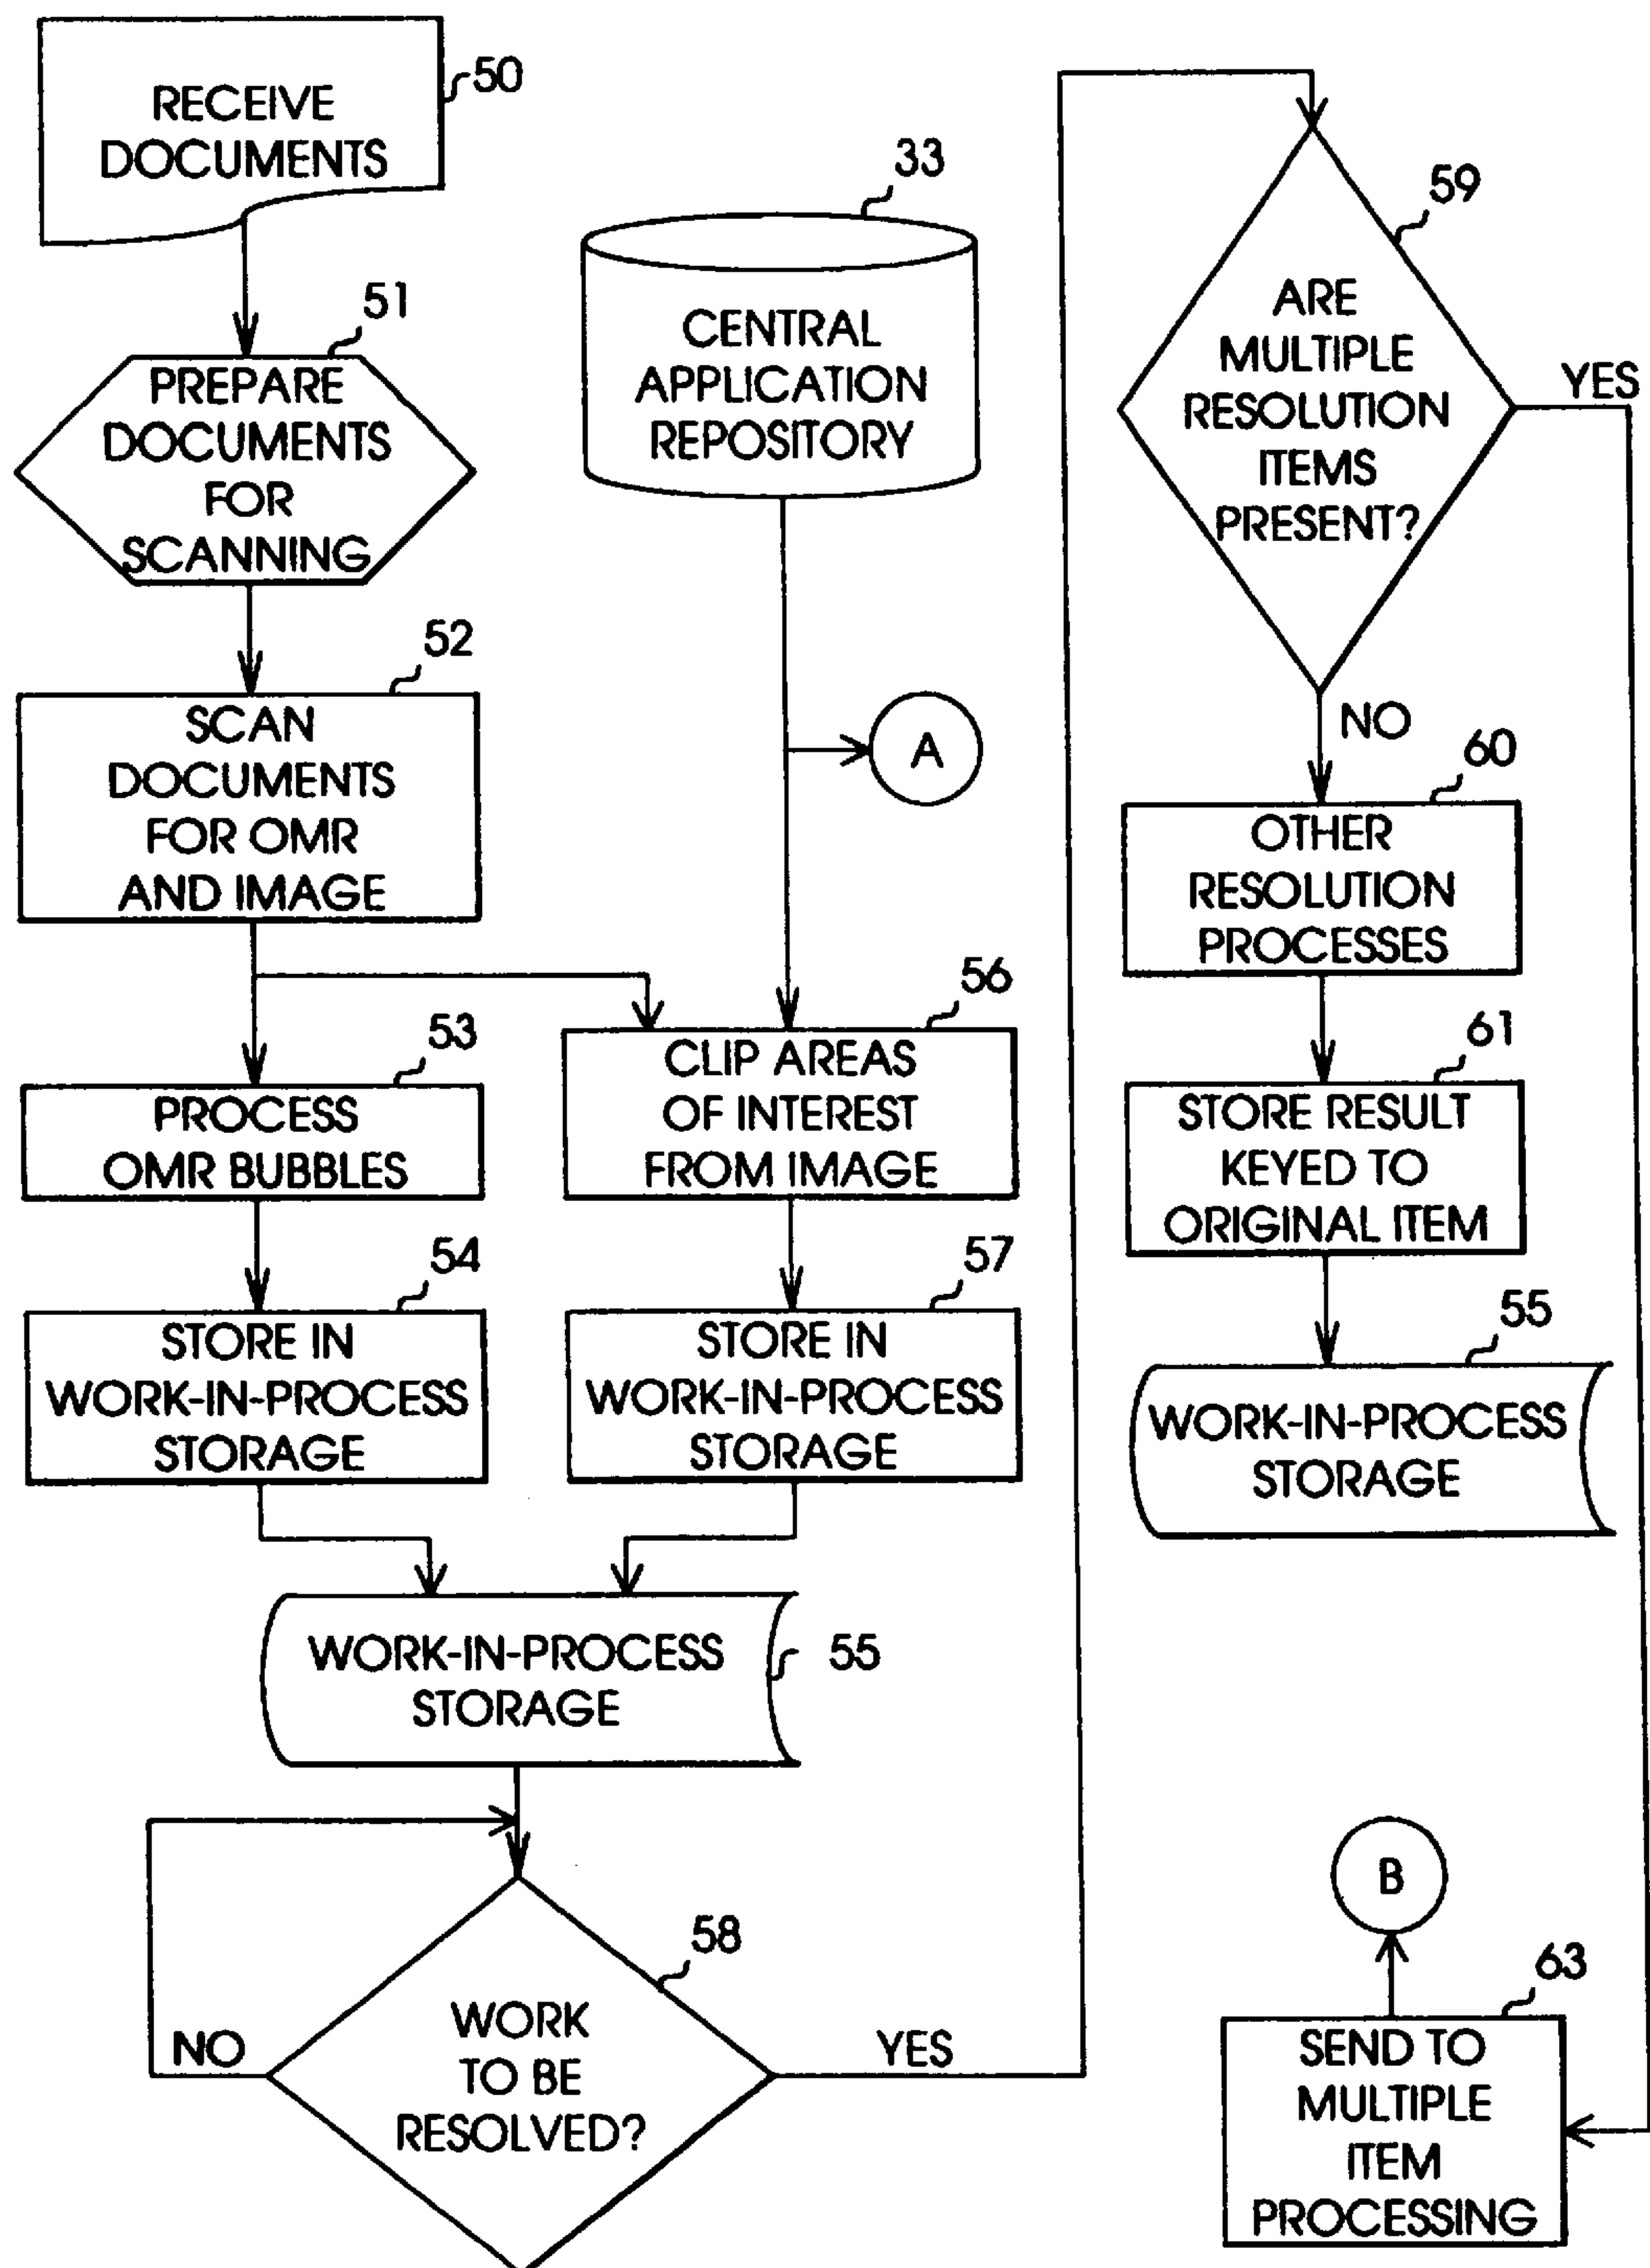 RECEIVE
DOCUMENTS
50
51
PREPARE
DOCUMENTS
FOR
SCANNING
52
SCAN
DOCUMENTS
FOR OMR
AND IMAGE
53
PROCESS
OMR BUBBLES
54
STORE IN
WORK-IN-PROCESS
STORAGE
33
CENTRAL
APPLICATION
REPOSITORY
A
56
CLIP AREAS
OF INTEREST
FROM IMAGE
57
STORE IN
WORK-IN-PROCESS
STORAGE
WORK-IN-PROCESS
STORAGE
55
58
WORK
TO BE
RESOLVED?
NO
YES
59
ARE
MULTIPLE
RESOLUTION
ITEMS
PRESENT?
YES
NO
60
OTHER
RESOLUTION
PROCESSES
61
STORE RESULT
KEYED TO
ORIGINAL ITEM
55
WORK-IN-PROCESS
STORAGE
B
63
SEND TO
MULTIPLE
ITEM
PROCESSING